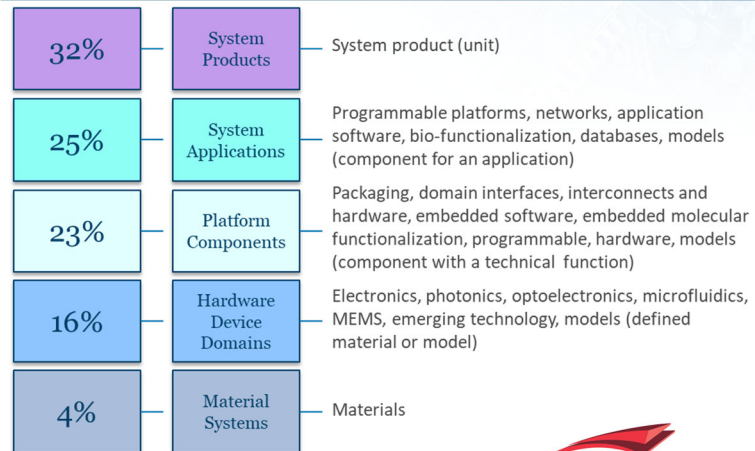 32%
System
Products
System product (unit)
25%
System
Applications
Programmable platforms, networks, application
software, bio-functionalization, databases, models
(component for an application)
23%
Platform
Components
Packaging, domain interfaces, interconnects and
hardware, embedded software, embedded molecular
functionalization, programmable, hardware, models
(component with a technical function)
16%
Hardware
Device
Domains
Electronics, photonics, optoelectronics, microfluidics,
MEMS, emerging technology, models (defined
material or model)
4%
Material
Systems
Materials